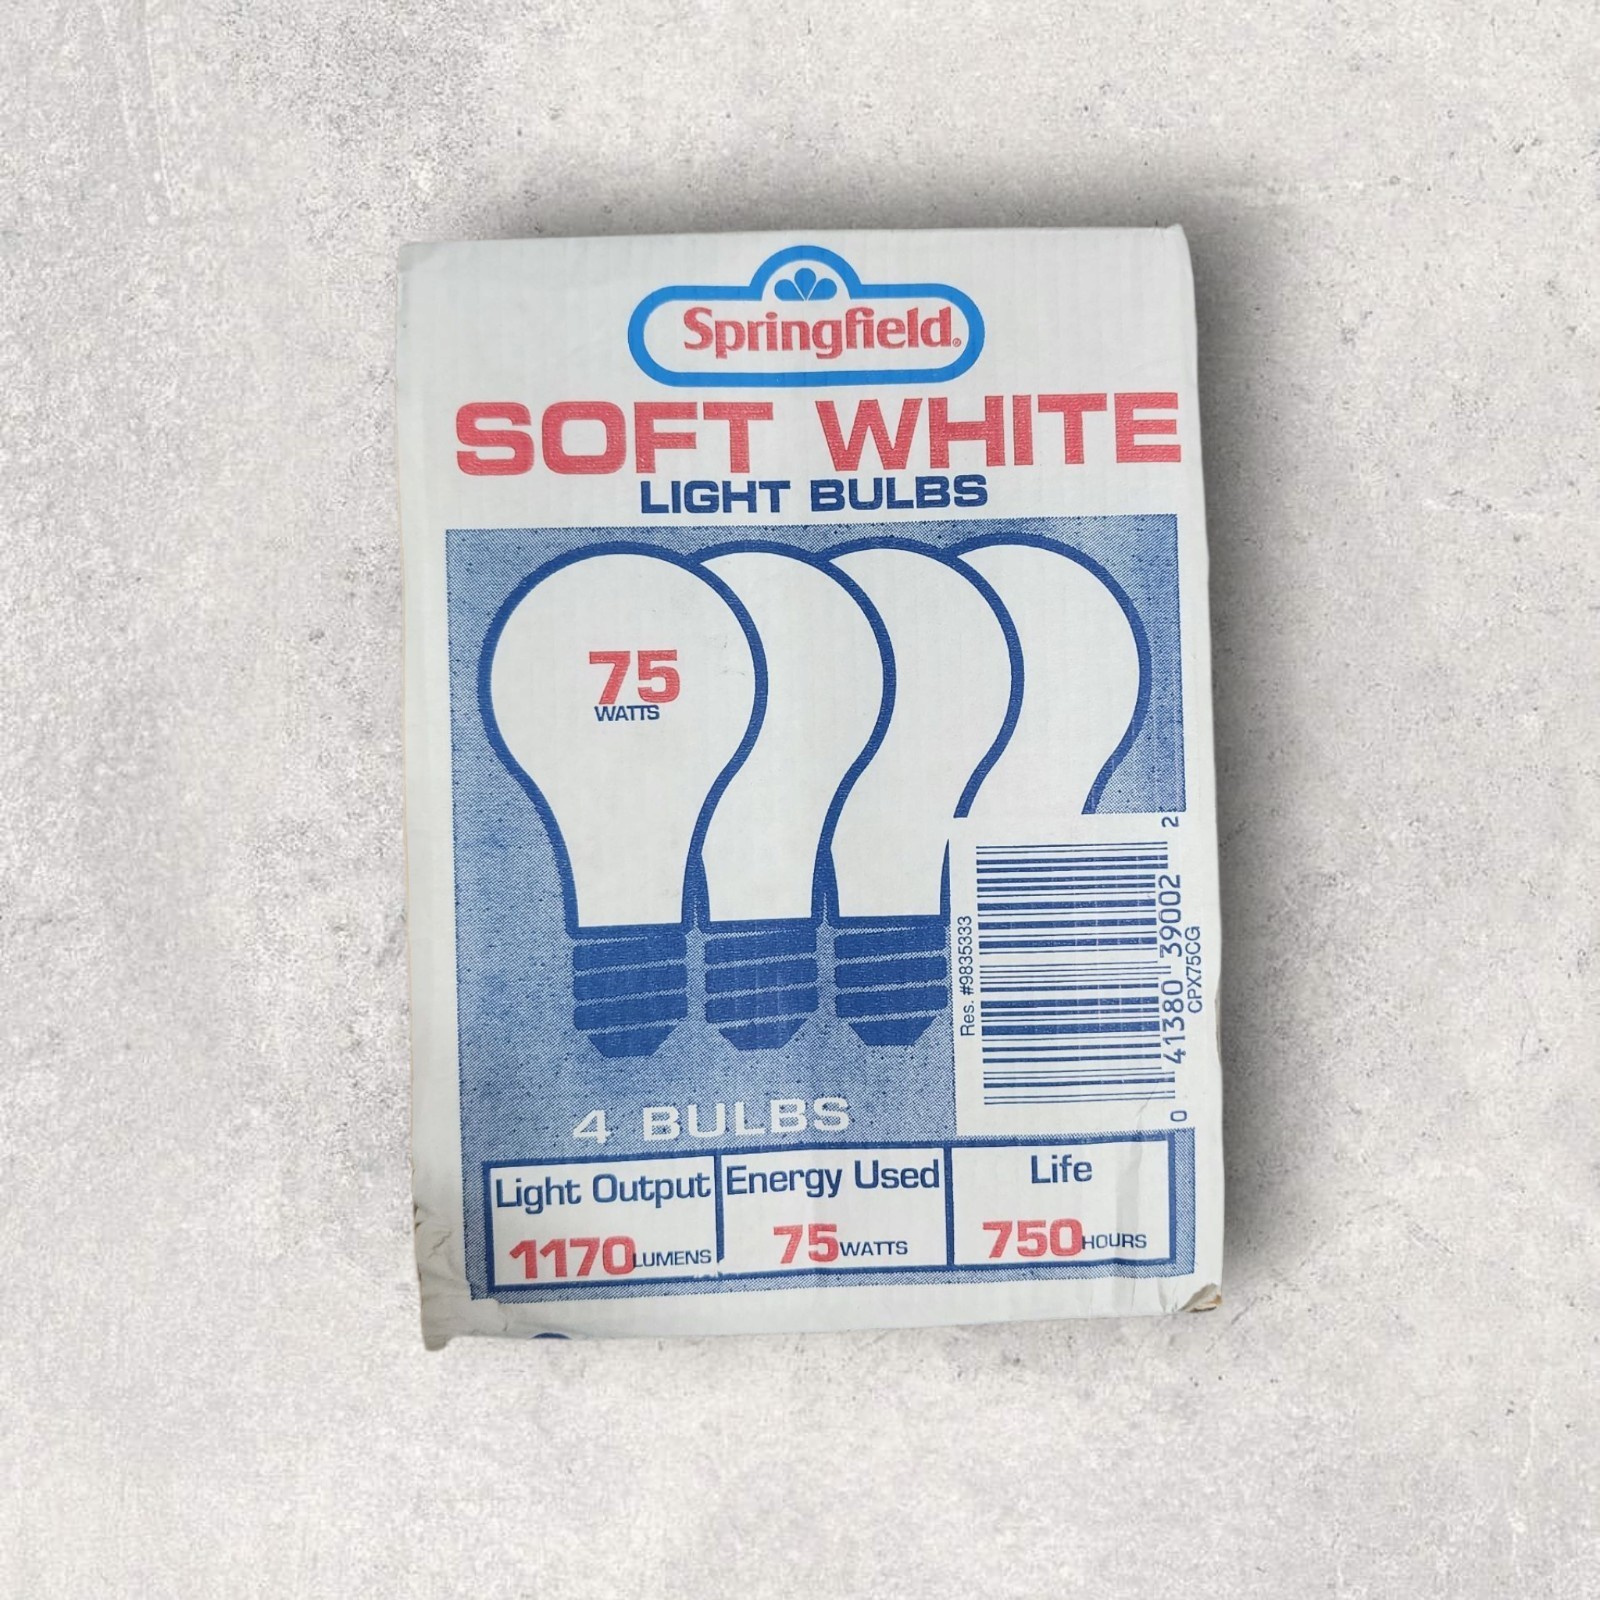 Springfield®
SOFT WHITE
LIGHT BULBS
75
WATTS
Res. #9835333
0 41380 39002 2
CPX75CG
4 BULBS
Light Output
1170 LUMENS
Energy Used
75 WATTS
Life
750 HOURS